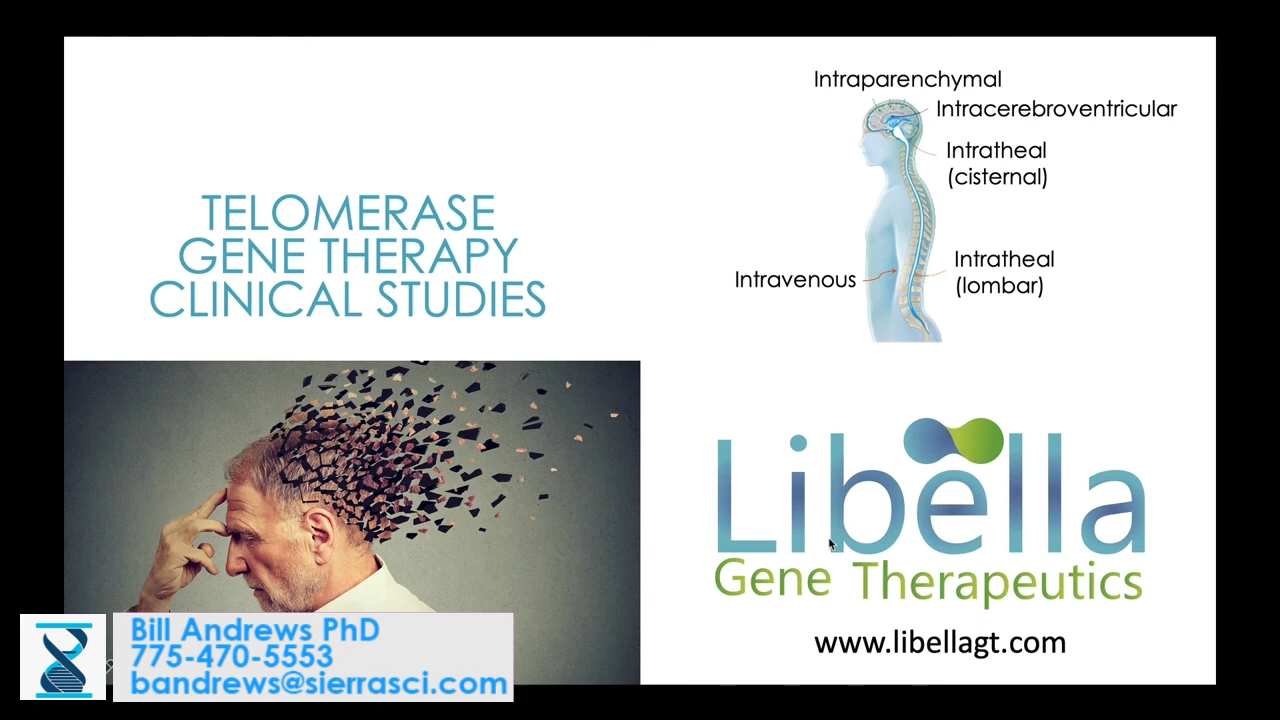 TELOMERASE
GENE THERAPY
CLINICAL STUDIES
Intraparenchymal
Intracerebroventricular
Intratheal
(cisternal)
Intratheal
(lombar)
Intravenous
Libella
Gene Therapeutics
www.libellagt.com
Bill Andrews PhD
775-470-5553
bandrews@sierrasci.com